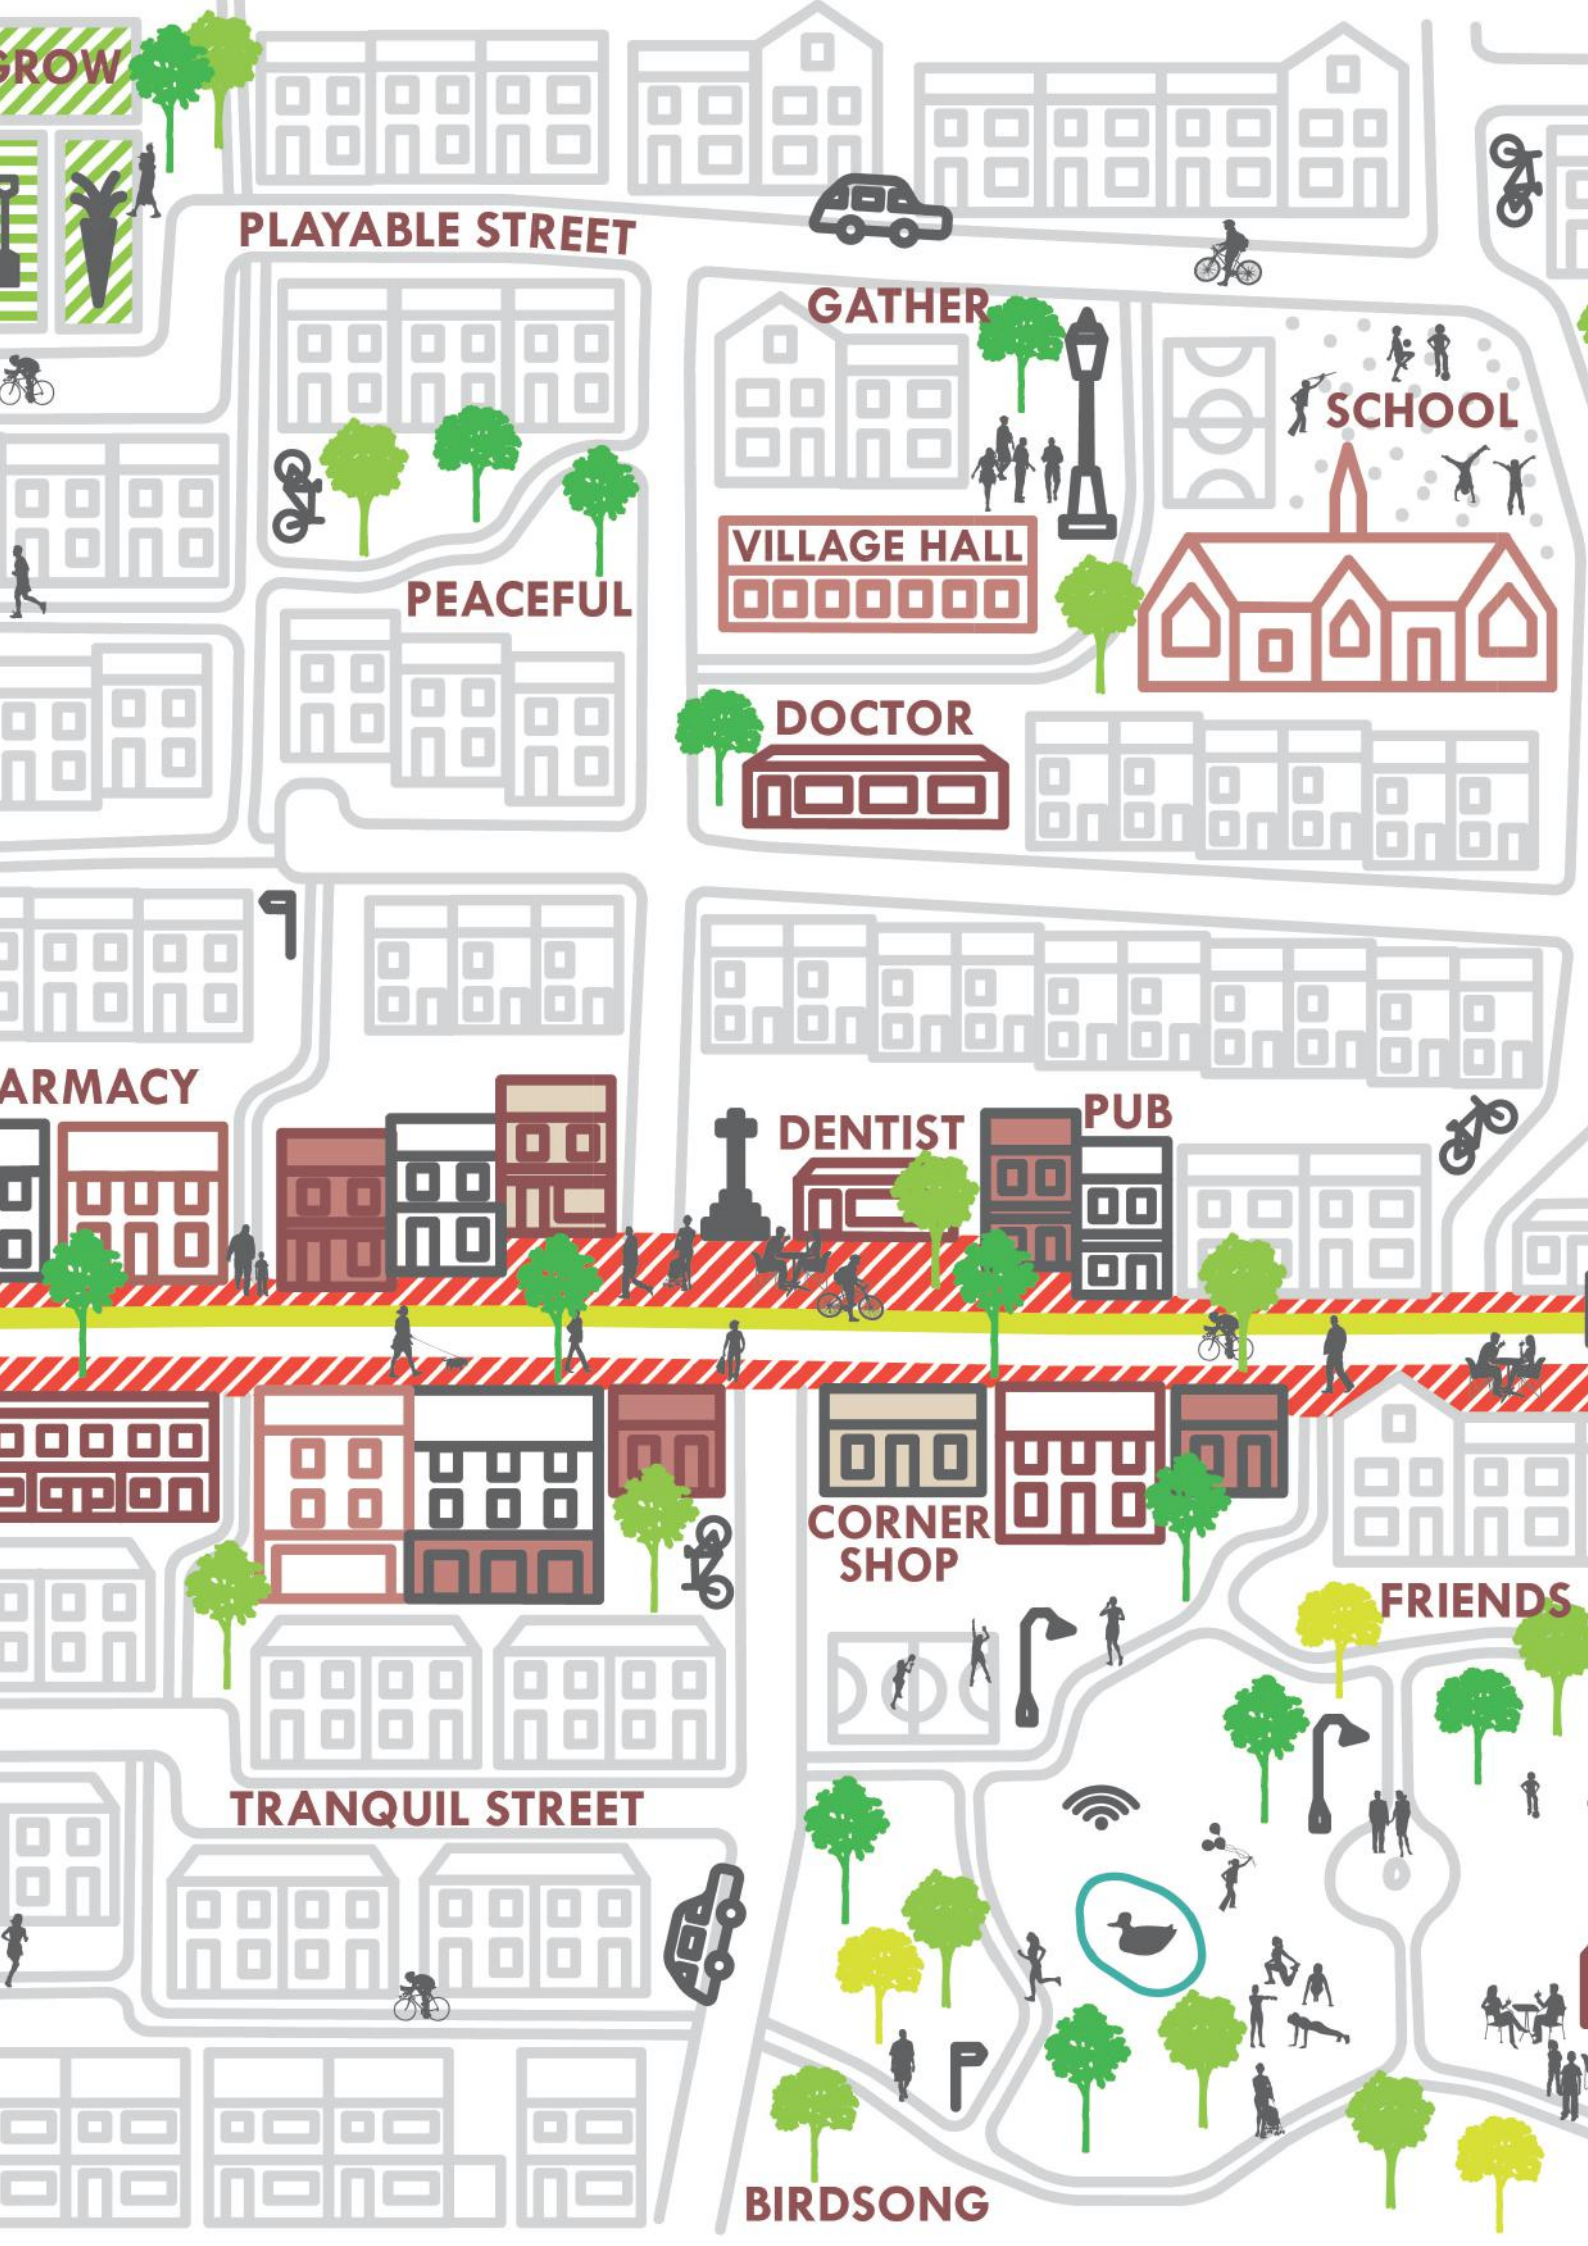 GROW
PLAYABLE STREET
GATHER
SCHOOL
VILLAGE HALL
PEACEFUL
DOCTOR
ARMACY
DENTIST
PUB
CORNER
SHOP
FRIENDS
TRANQUIL STREET
BIRDSONG